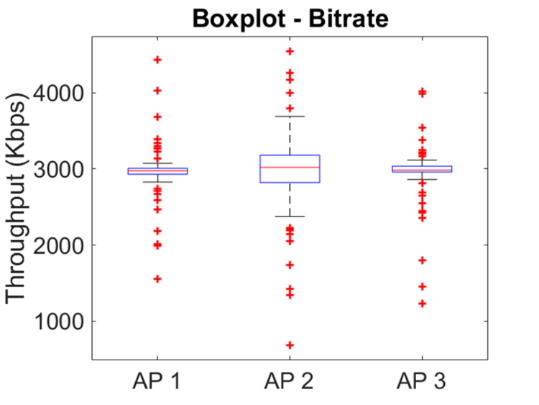 Boxplot - Bitrate
Throughput (Kbps)
4000
3000
2000
1000
AP 1
AP 2
AP 3